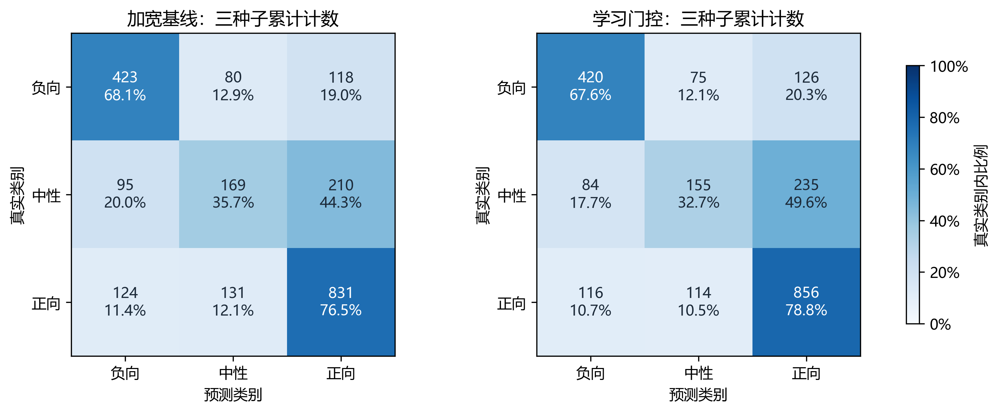 加宽基线：三种子累计计数
真实类别
负向
423
68.1%
80
12.9%
118
19.0%
中性
95
20.0%
169
35.7%
210
44.3%
正向
124
11.4%
131
12.1%
831
76.5%
负向
中性
正向
预测类别
学习门控：三种子累计计数
真实类别
负向
420
67.6%
75
12.1%
126
20.3%
中性
84
17.7%
155
32.7%
235
49.6%
正向
116
10.7%
114
10.5%
856
78.8%
负向
中性
正向
预测类别
100%
80%
60%
40%
20%
0%
真实类别内比例